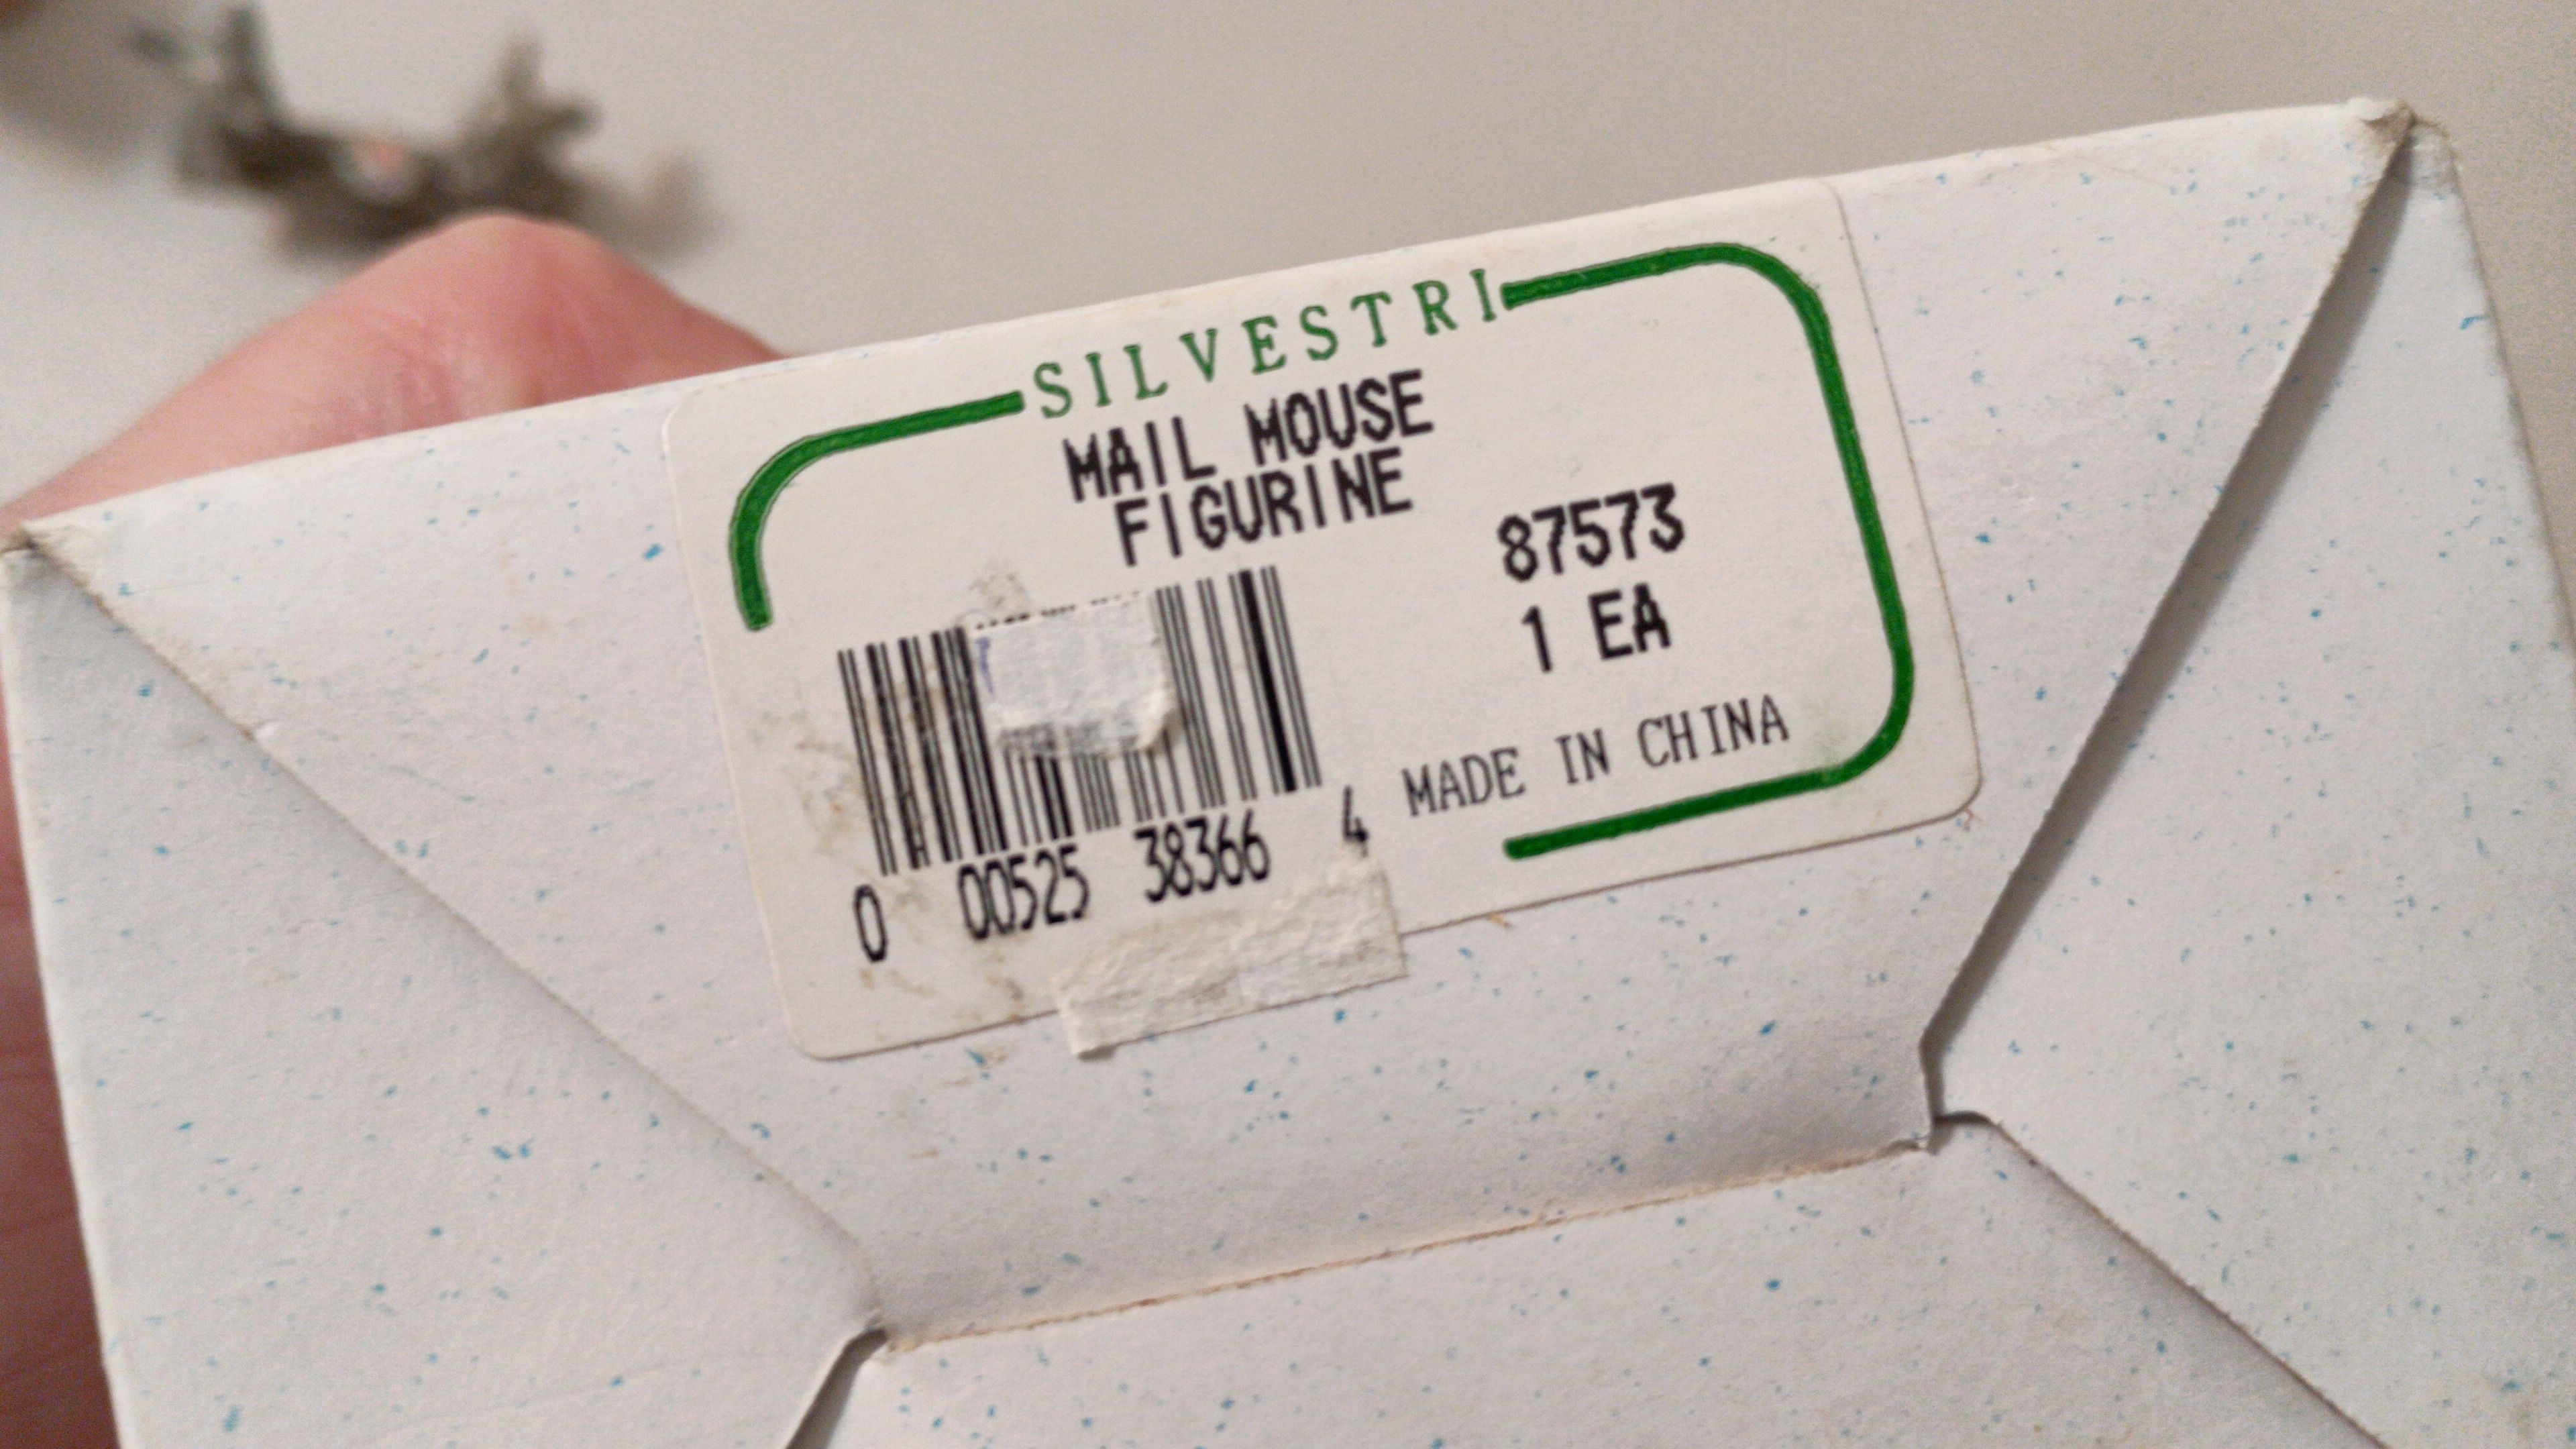 SILVESTRI
MAIL MOUSE
FIGURINE
87573
1 EA
MADE IN CHINA
0 00525 38366 4